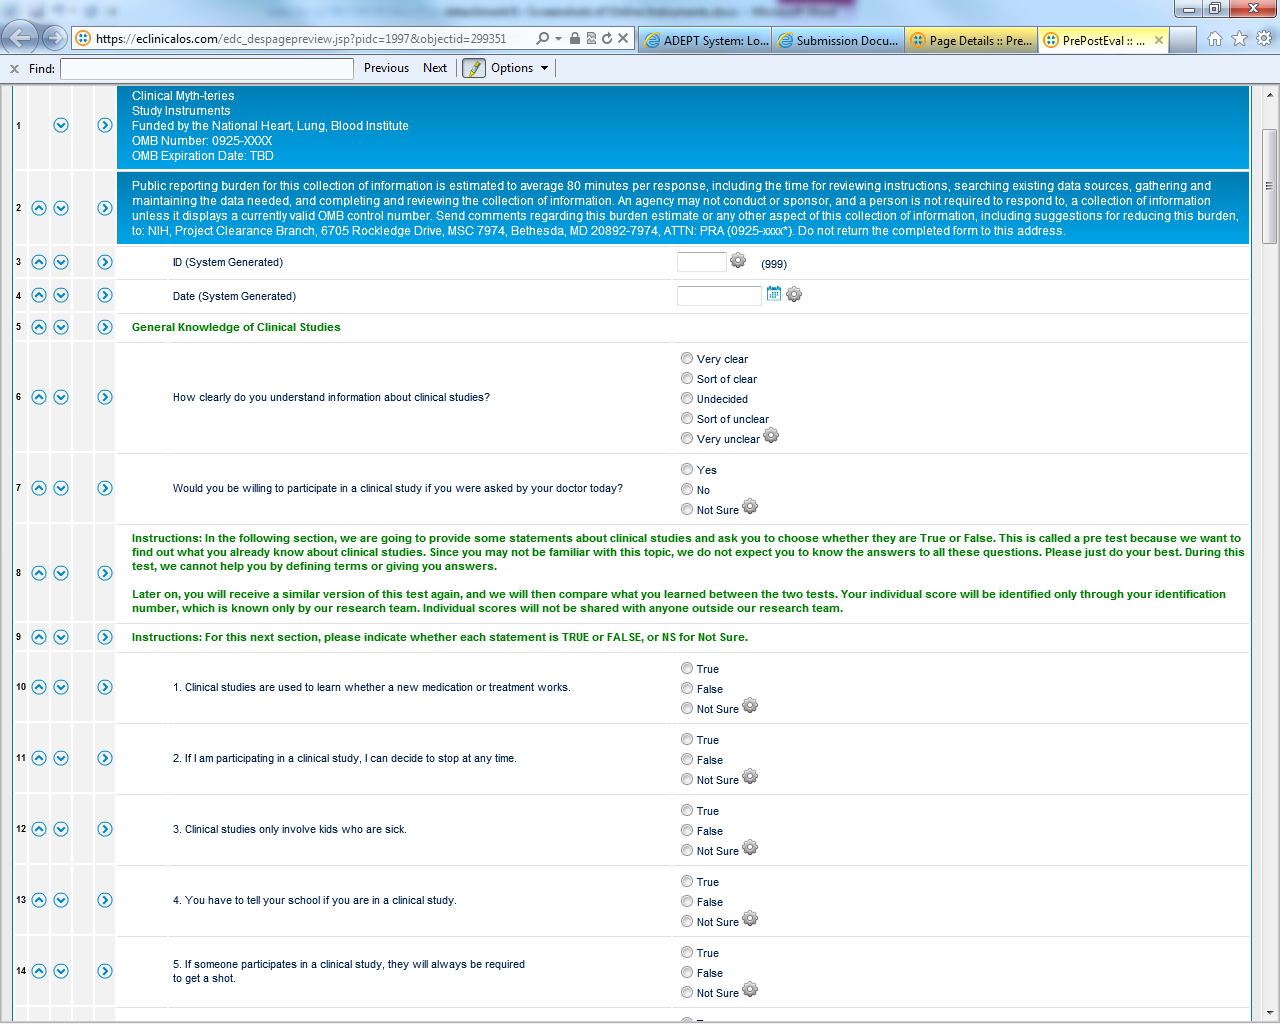 https://eclinicalos.com/edc_despagepreview.jsp?pidc=1997&objectid=299351
ADEPT System: Lo...
Submission Docu...
Page Details :: Pre...
PrePostEval :: ...
x Find:
Previous Next Options
1
Clinical Myth-teries
Study Instruments
Funded by the National Heart, Lung, Blood Institute
OMB Number: 0925-XXXX
OMB Expiration Date: TBD
2
Public reporting burden for this collection of information is estimated to average 80 minutes per response, including the time for reviewing instructions, searching existing data sources, gathering and
maintaining the data needed, and completing and reviewing the collection of information. An agency may not conduct or sponsor, and a person is not required to respond to, a collection of information
unless it displays a currently valid OMB control number. Send comments regarding this burden estimate or any other aspect of this collection of information, including suggestions for reducing this burden,
to: NIH, Project Clearance Branch, 6705 Rockledge Drive, MSC 7974, Bethesda, MD 20892-7974, ATTN: PRA (0925-xxxx*). Do not return the completed form to this address.
3 ID (System Generated) (999)
4 Date (System Generated)
5 General Knowledge of Clinical Studies
6 How clearly do you understand information about clinical studies?
Very clear
Sort of clear
Undecided
Sort of unclear
Very unclear
7 Would you be willing to participate in a clinical study if you were asked by your doctor today?
Yes
No
Not Sure
8
Instructions: In the following section, we are going to provide some statements about clinical studies and ask you to choose whether they are True or False. This is called a pre test because we want to
find out what you already know about clinical studies. Since you may not be familiar with this topic, we do not expect you to know the answers to all these questions. Please just do your best. During this
test, we cannot help you by defining terms or giving you answers.
Later on, you will receive a similar version of this test again, and we will then compare what you learned between the two tests. Your individual score will be identified only through your identification
number, which is known only by our research team. Individual scores will not be shared with anyone outside our research team.
9 Instructions: For this next section, please indicate whether each statement is TRUE or FALSE, or NS for Not Sure.
10 1. Clinical studies are used to learn whether a new medication or treatment works.
True
False
Not Sure
11 2. If I am participating in a clinical study, I can decide to stop at any time.
True
False
Not Sure
12 3. Clinical studies only involve kids who are sick.
True
False
Not Sure
13 4. You have to tell your school if you are in a clinical study.
True
False
Not Sure
14 5. If someone participates in a clinical study, they will always be required
to get a shot.
True
False
Not Sure